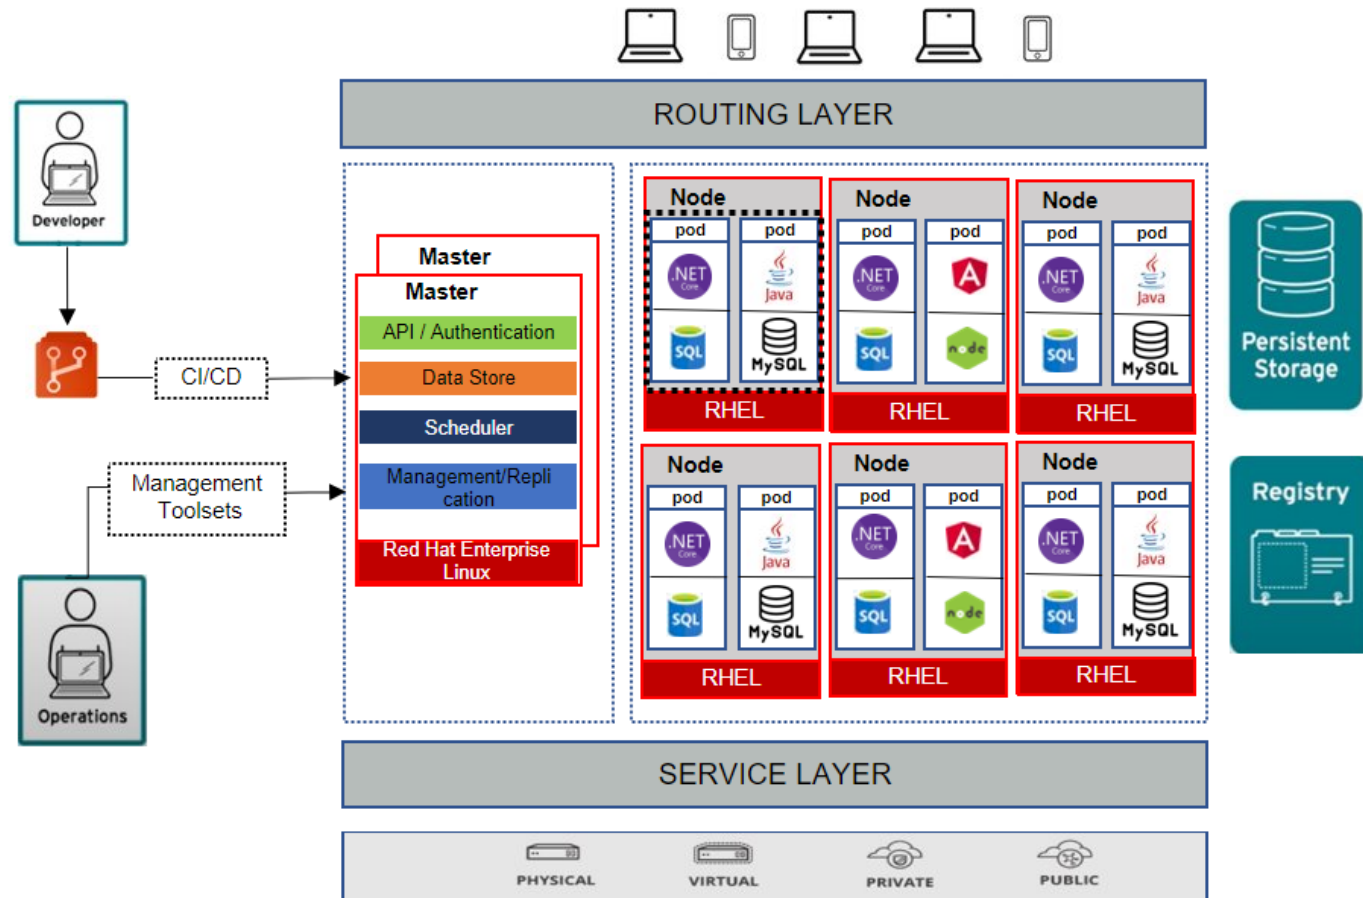 ROUTING LAYER
Developer
CI/CD
Management
Toolsets
Operations
Master
Master
API / Authentication
Data Store
Scheduler
Management/Repli
cation
Red Hat Enterprise
Linux
Node
pod
pod
.NET
Core
Java
SQL
MySQL
RHEL
Node
pod
pod
.NET
Core
A
SQL
node
RHEL
Node
pod
pod
.NET
Core
Java
SQL
MySQL
RHEL
Node
pod
pod
.NET
Core
Java
SQL
MySQL
RHEL
Node
pod
pod
.NET
Core
A
SQL
node
RHEL
Node
pod
pod
.NET
Core
Java
SQL
MySQL
RHEL
Persistent
Storage
Registry
SERVICE LAYER
PHYSICAL
VIRTUAL
PRIVATE
PUBLIC